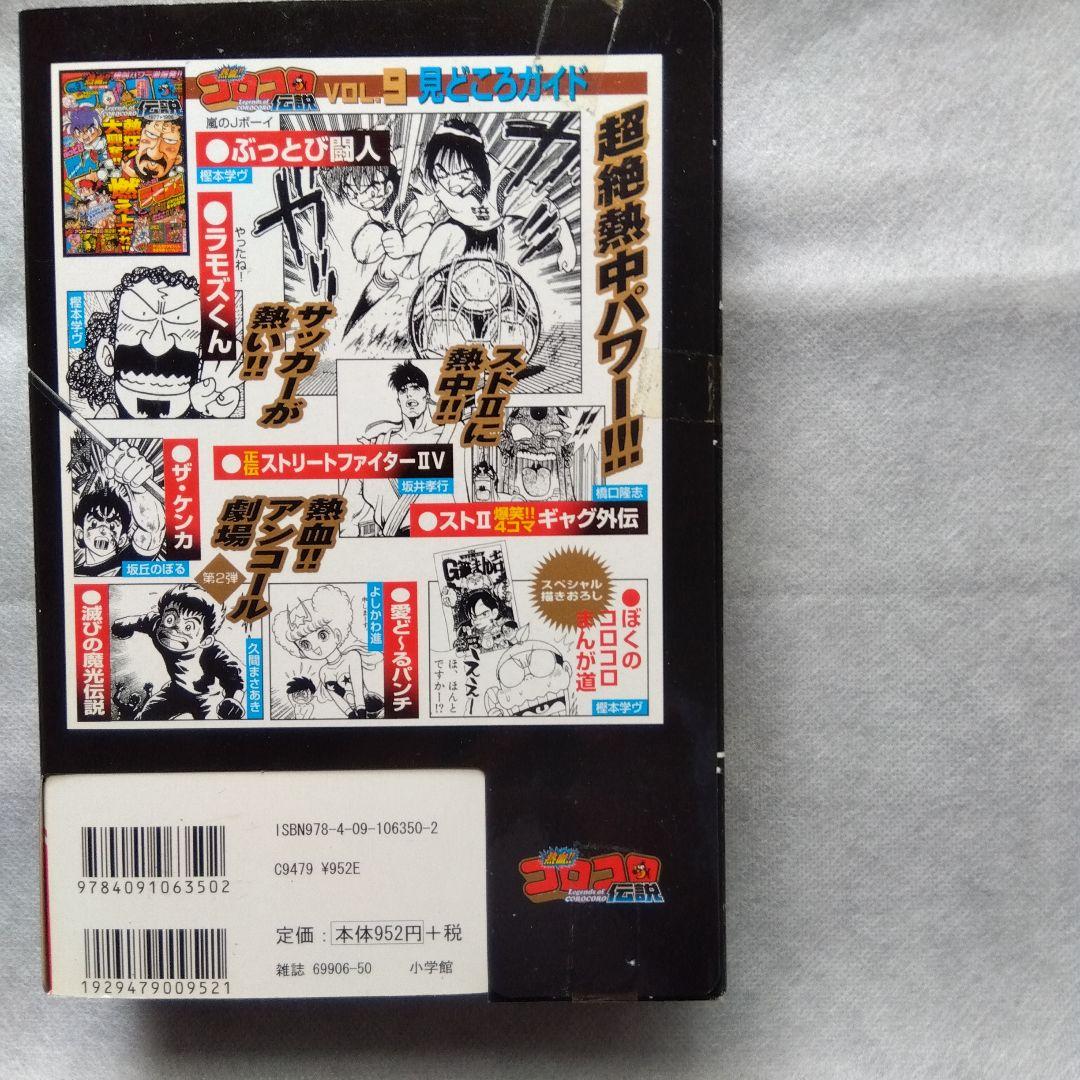 熱血!!
コロコロ
伝説
Legends of
COROCORO
VOL.9 見どころガイド
超絶熱中パワー!!!
嵐のJボーイ
●ぶっとび闘人
樫本学ヴ
やったね!
●ラモズくん
樫本学ヴ
サッカーが
熱い!!
ストIIに
熱中!!
●正伝ストリートファイターIIV
坂井孝行
橋口隆志
●ストII爆笑!!4コマギャグ外伝
●ザ・ケンカ
坂丘のぼる
熱血!!
アンコール
劇場
第2弾
●滅びの魔光伝説
久間まさあき
●愛ど〜るパンチ
よしかわ進
スペシャル
描きおろし
●ぼくの
コロコロ
まんが道
樫本学ヴ
ええー
ほ、ほんと
ですかー!?
ISBN978-4-09-106350-2
C9479 ¥952E
9784091063502
定価:本体952円+税
雑誌 69906-50 小学館
1929479009521
熱血!!
コロコロ
伝説
Legends of
COROCORO